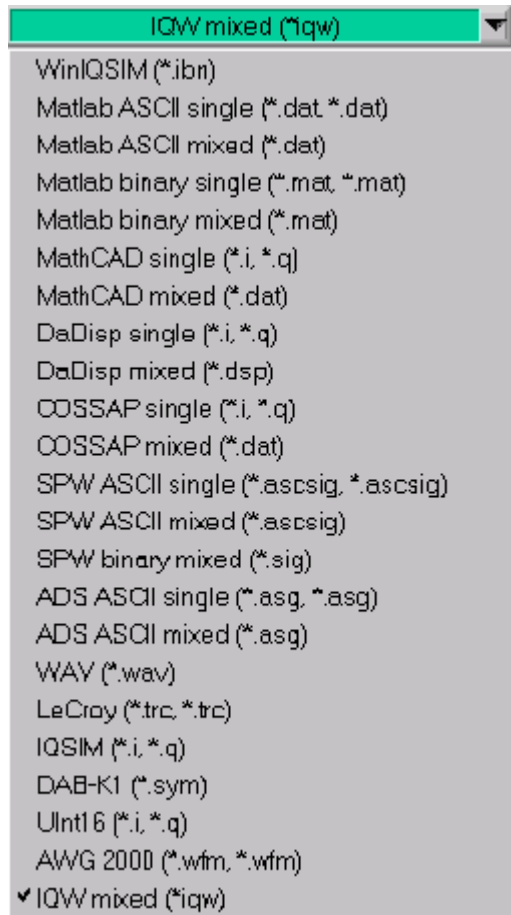 IQW mixed (*iqw)
WinIQSIM (*.ibn)
Matlab ASCII single (*.dat, *.dat)
Matlab ASCII mixed (*.dat)
Matlab binary single (*.mat, *.mat)
Matlab binary mixed (*.mat)
MathCAD single (*.i, *.q)
MathCAD mixed (*.dat)
DaDisp single (*.i, *.q)
DaDisp mixed (*.dsp)
COSSAP single (*.i, *.q)
COSSAP mixed (*.dat)
SPW ASCII single (*.ascsig, *.ascsig)
SPW ASCII mixed (*.ascsig)
SPW binary mixed (*.sig)
ADS ASCII single (*.asg, *.asg)
ADS ASCII mixed (*.asg)
WAV (*.wav)
LeCroy (*.trc, *.trc)
IQSIM (*.i, *.q)
DAB-K1 (*.sym)
UInt16 (*.i, *.q)
AWG 2000 (*.wfm, *.wfm)
IQW mixed (*iqw)